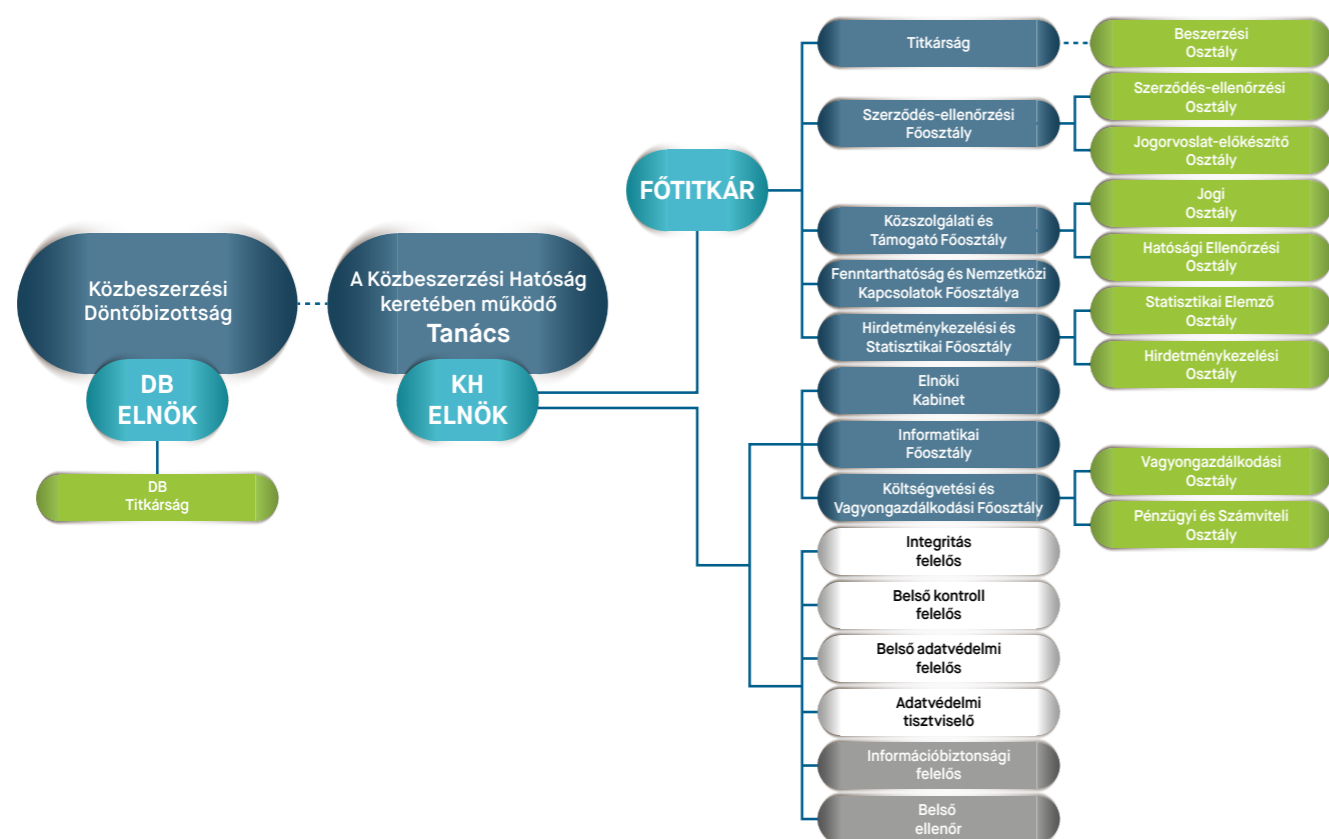 Közbeszerzési
Döntőbizottság
DB
ELNÖK
DB
Titkárság
A Közbeszerzési Hatóság
keretében működő
Tanács
KH
ELNÖK
FŐTITKÁR
Titkárság
Beszerzési
Osztály
Szerződés-ellenőrzési
Főosztály
Szerződés-ellenőrzési
Osztály
Jogorvoslat-előkészítő
Osztály
Közszolgálati és
Támogató Főosztály
Jogi
Osztály
Hatósági Ellenőrzési
Osztály
Fenntarthatóság és Nemzetközi
Kapcsolatok Főosztálya
Hirdetménykezelési és
Statisztikai Főosztály
Statisztikai Elemző
Osztály
Hirdetménykezelési
Osztály
Elnöki
Kabinet
Informatikai
Főosztály
Költségvetési és
Vagyongazdálkodási Főosztály
Vagyongazdálkodási
Osztály
Pénzügyi és Számviteli
Osztály
Integritás
felelős
Belső kontroll
felelős
Belső adatvédelmi
felelős
Adatvédelmi
tisztviselő
Információbiztonsági
felelős
Belső
ellenőr